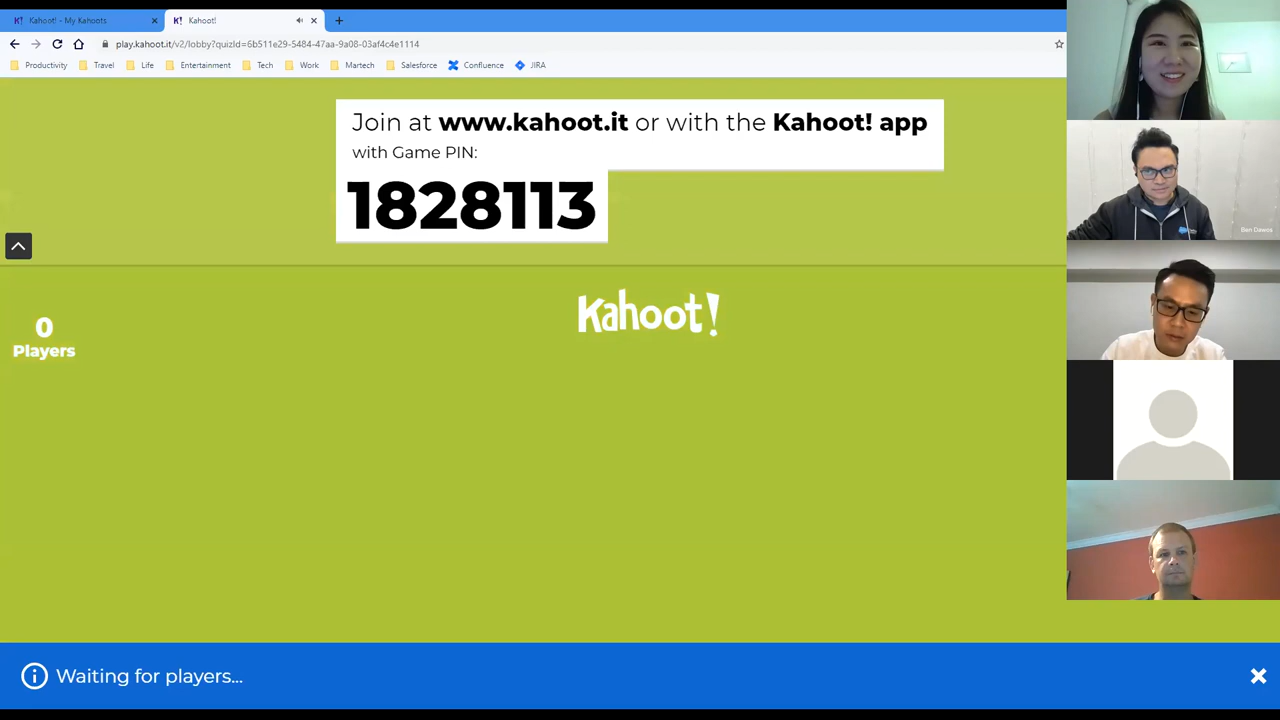 Kahoot! - My Kahoots
Kahoot!
play.kahoot.it/v2/lobby?quizId=6b511e29-5484-47aa-9a08-03af4c4e1114
Productivity Travel Life Entertainment Tech Work Martech Salesforce Confluence JIRA
Join at www.kahoot.it or with the Kahoot! app
with Game PIN:
1828113
Kahoot!
0
Players
Ben Dawos
Waiting for players...